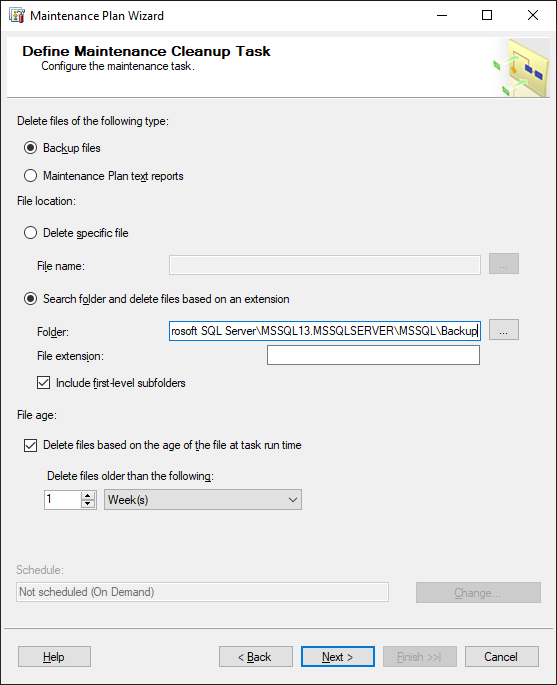 Maintenance Plan Wizard
Define Maintenance Cleanup Task
Configure the maintenance task.
Delete files of the following type:
Backup files
Maintenance Plan text reports
File location:
Delete specific file
File name:
...
Search folder and delete files based on an extension
Folder: rosoft SQL Server\MSSQL13.MSSQLSERVER\MSSQL\Backup ...
File extension:
Include first-level subfolders
File age:
Delete files based on the age of the file at task run time
Delete files older than the following:
1 Week(s)
Schedule:
Not scheduled (On Demand) Change...
Help < Back Next > Finish >>| Cancel